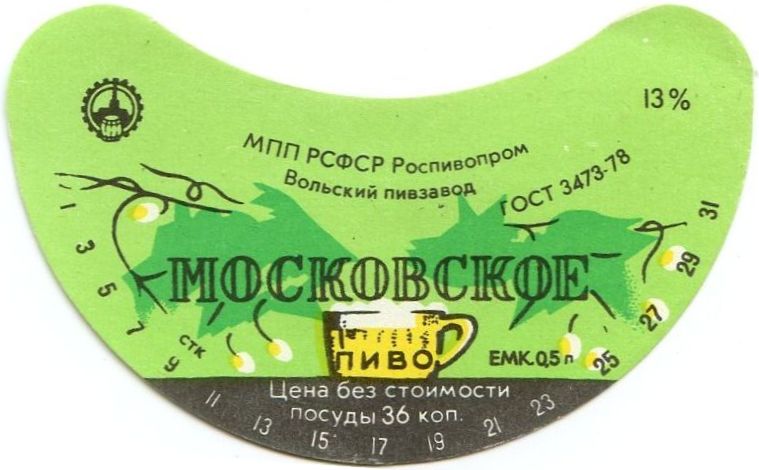 13%
МПП РСФСР Роспивопром
Вольский пивзавод
ГОСТ 3473-78
МОСКОВСКОЕ
ПИВО
ЕМК. 0,5 л
СТК
Цена без стоимости
посуды 36 коп.
1 3 5 7 9 11 13 15 17 19 21 23 25 27 29 31